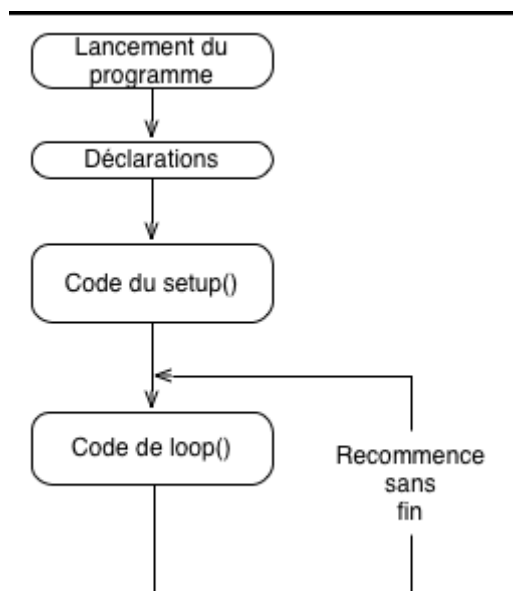 Lancement du
programme
Déclarations
Code du setup()
Code de loop()
Recommence
sans
fin